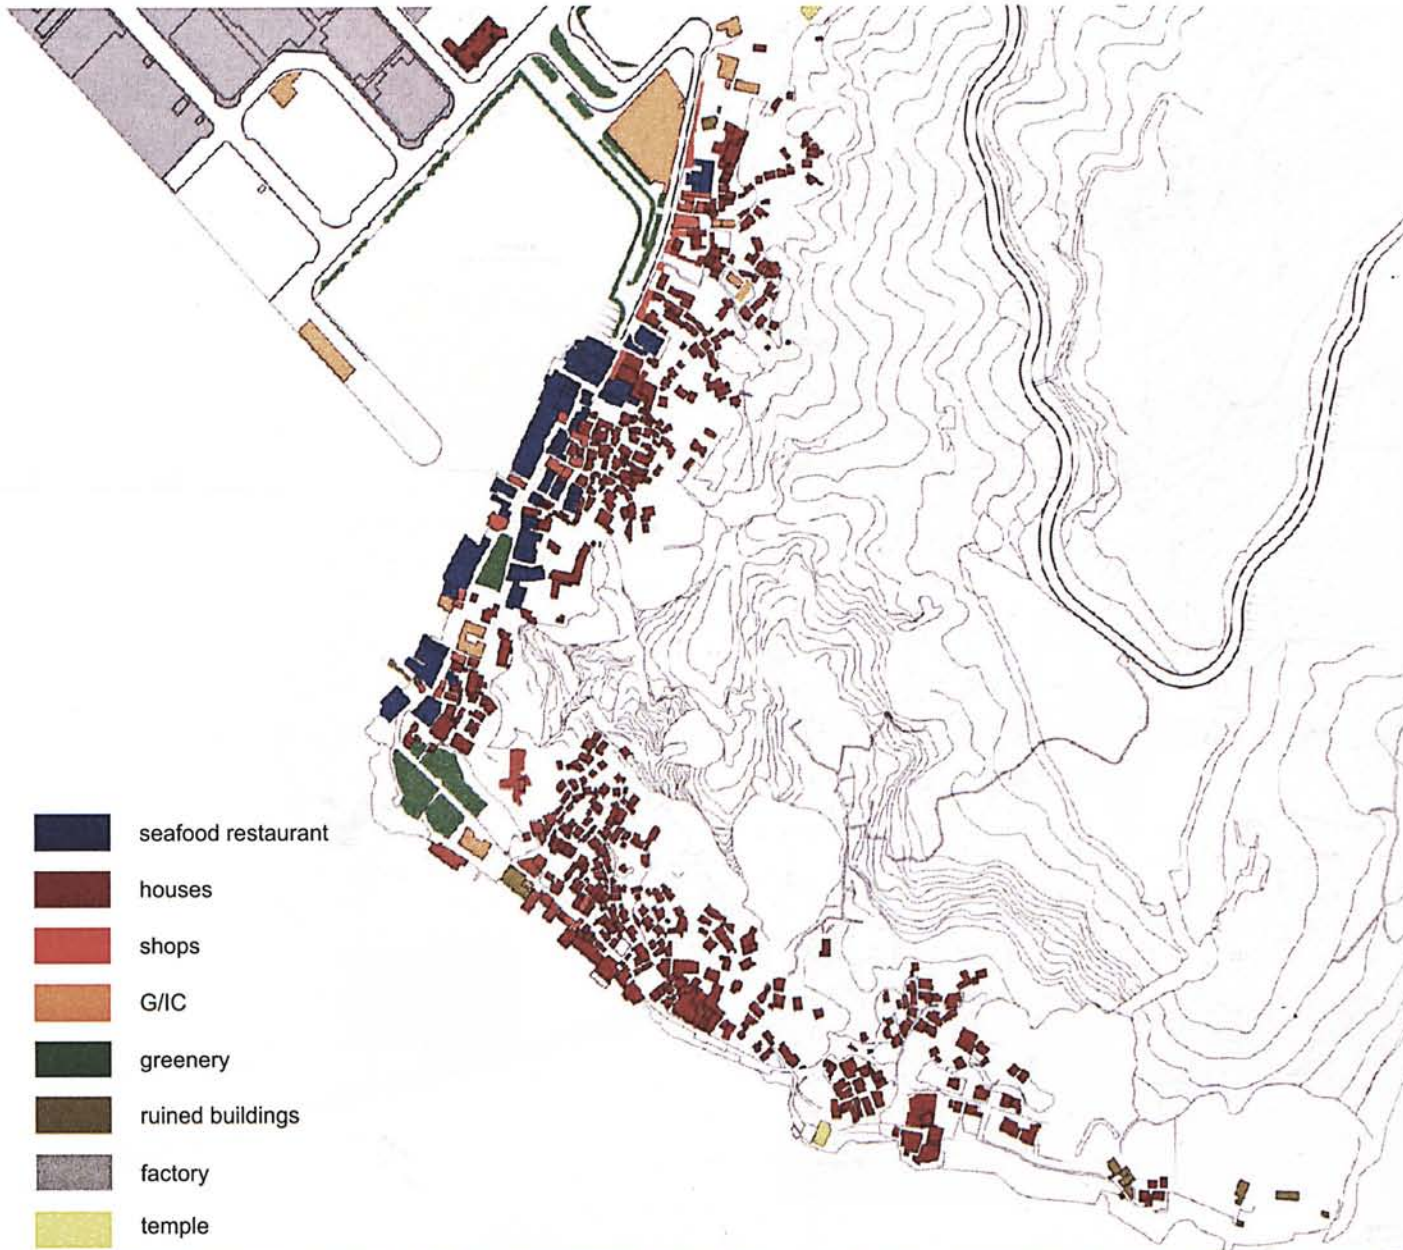 seafood restaurant
houses
shops
G/IC
greenery
ruined buildings
factory
temple